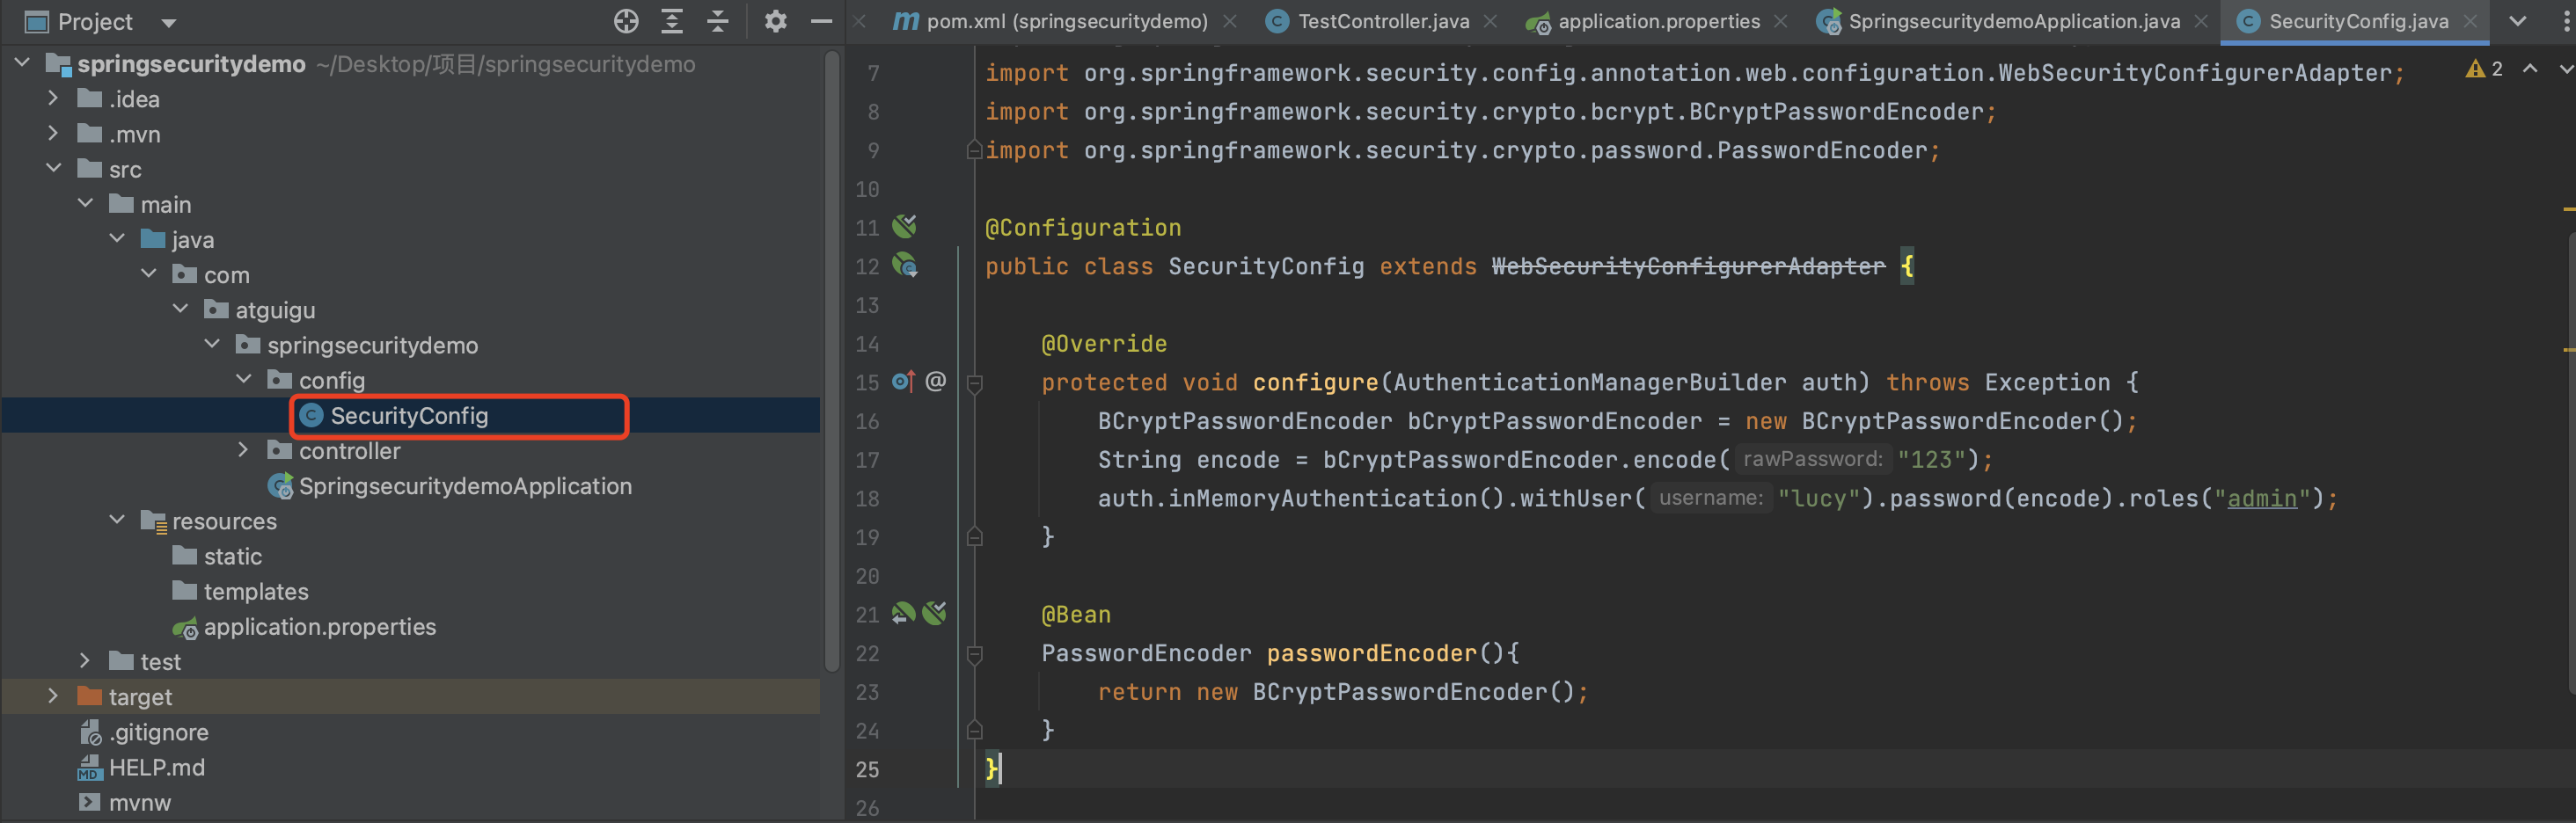 Project
springsecuritydemo ~/Desktop/项目/springsecuritydemo
.idea
.mvn
src
main
java
com
atguigu
springsecuritydemo
config
SecurityConfig
controller
SpringsecuritydemoApplication
resources
static
templates
application.properties
test
target
.gitignore
HELP.md
mvnw
pom.xml (springsecuritydemo) TestController.java application.properties SpringsecuritydemoApplication.java SecurityConfig.java
7 import org.springframework.security.config.annotation.web.configuration.WebSecurityConfigurerAdapter; 2
8 import org.springframework.security.crypto.bcrypt.BCryptPasswordEncoder;
9 import org.springframework.security.crypto.password.PasswordEncoder;
10
11 @Configuration
12 public class SecurityConfig extends WebSecurityConfigurerAdapter {
13
14 @Override
15 @ protected void configure(AuthenticationManagerBuilder auth) throws Exception {
16 BCryptPasswordEncoder bCryptPasswordEncoder = new BCryptPasswordEncoder();
17 String encode = bCryptPasswordEncoder.encode( rawPassword: "123");
18 auth.inMemoryAuthentication().withUser( username: "lucy").password(encode).roles("admin");
19 }
20
21 @Bean
22 PasswordEncoder passwordEncoder(){
23 return new BCryptPasswordEncoder();
24 }
25 }
26